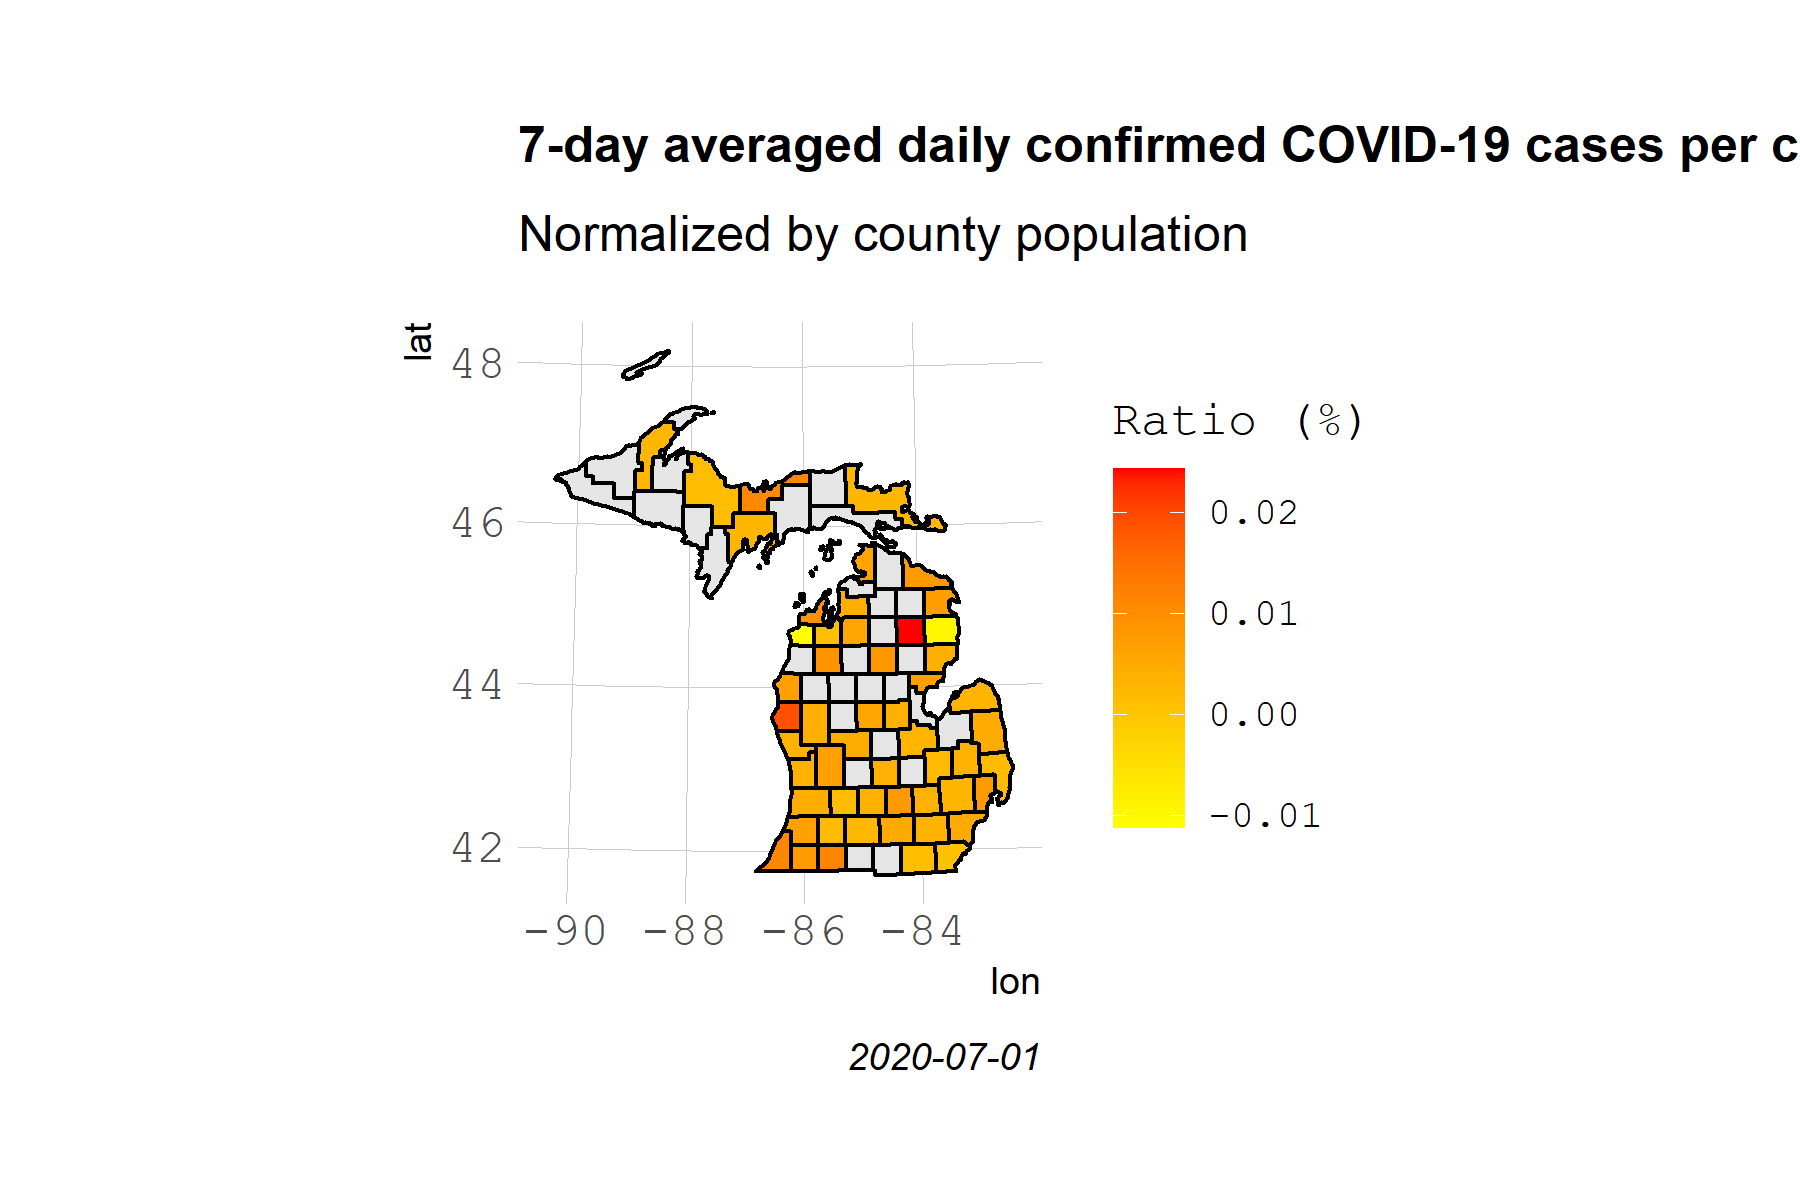 7-day averaged daily confirmed COVID-19 cases per c
Normalized by county population
lat
48
46
44
42
-90 -88 -86 -84
lon
2020-07-01
Ratio (%)
0.02
0.01
0.00
-0.01